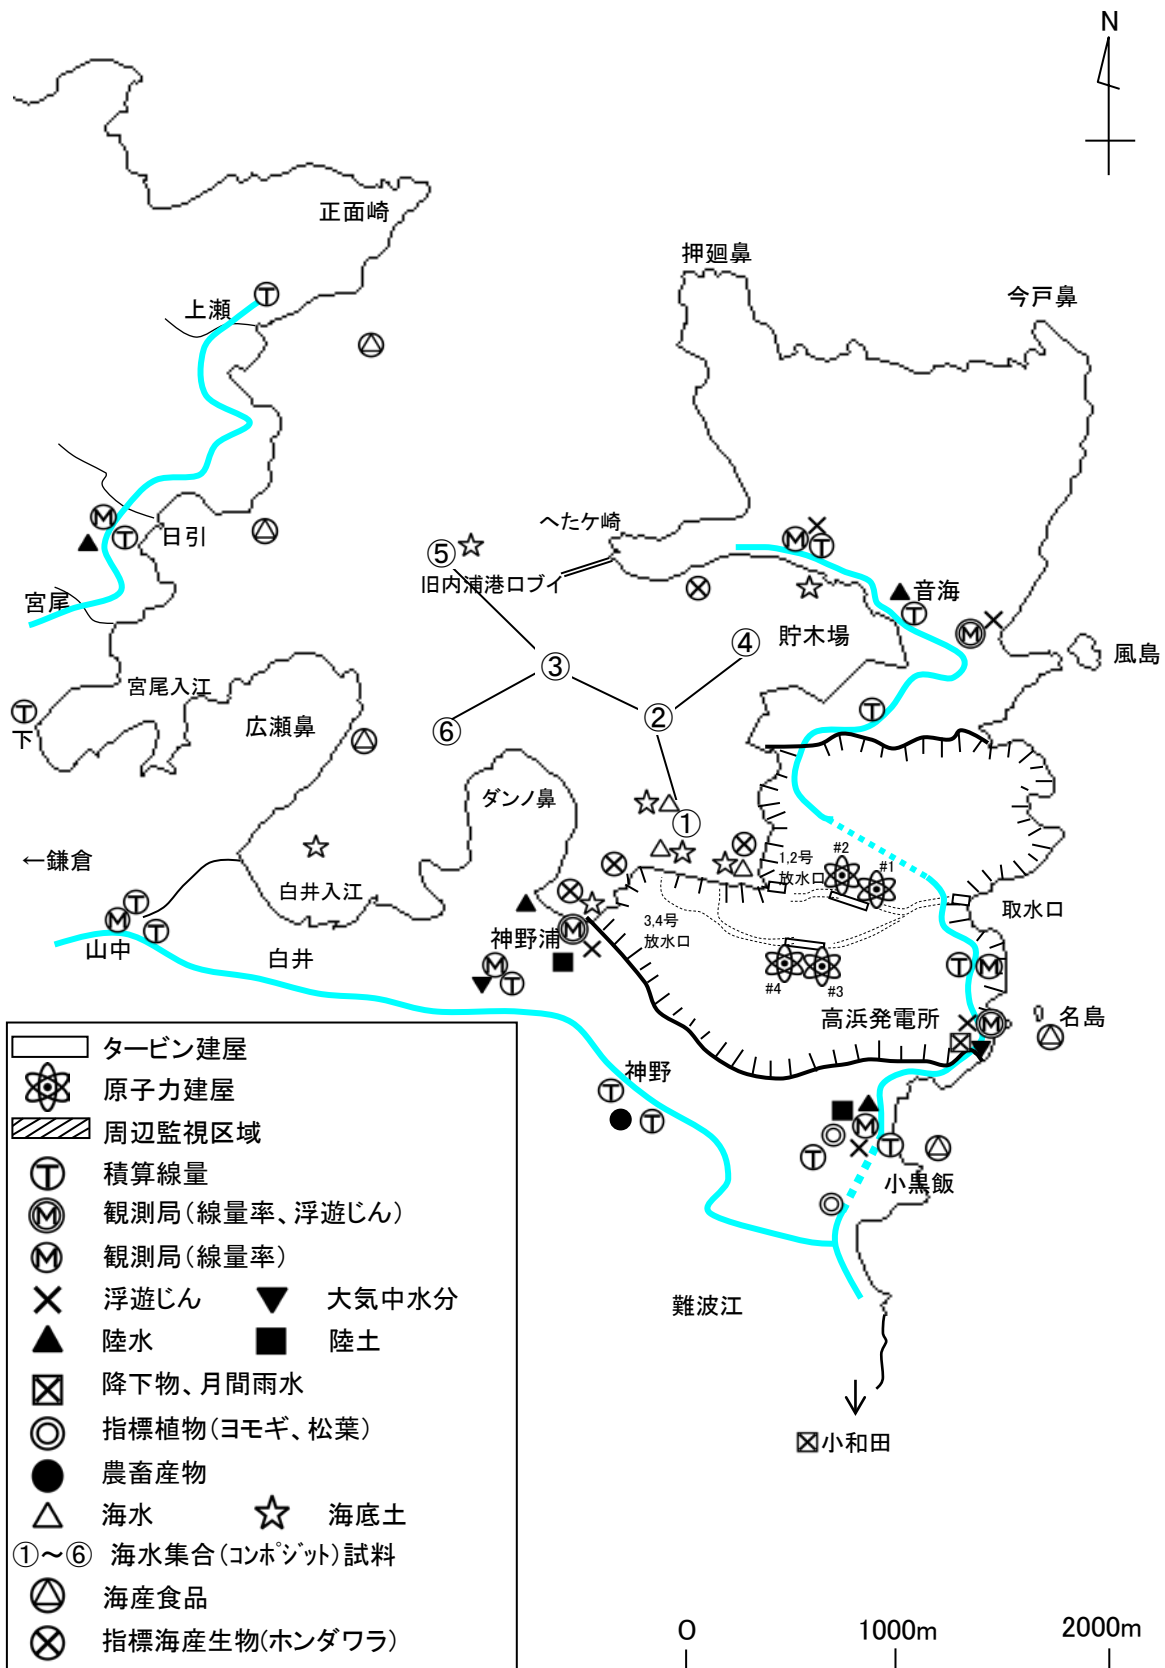 N
正面崎
押廻鼻
今戸鼻
Ⓣ
上瀬
へたケ崎
Ⓜ
Ⓜ
Ⓣ
Ⓣ
日引
⑤
旧内浦港口ブイ
音海
宮尾
Ⓣ
Ⓜ
貯木場
④
風島
③
宮尾入江
広瀬鼻
Ⓣ
下
⑥
②
Ⓣ
ダンノ鼻
①
←鎌倉
#2
1,2号
放水口
#1
白井入江
Ⓣ
Ⓜ
Ⓣ
山中
白井
神野浦
Ⓜ
3,4号
放水口
取水口
Ⓜ
Ⓣ
Ⓣ
Ⓜ
#4
#3
高浜発電所
Ⓜ
名島
神野
Ⓣ
Ⓣ
Ⓜ
Ⓣ
Ⓣ
小黒飯
難波江
小和田
タービン建屋
原子力建屋
周辺監視区域
Ⓣ 積算線量
Ⓜ 観測局(線量率、浮遊じん)
Ⓜ 観測局(線量率)
浮遊じん 大気中水分
陸水 陸土
降下物、月間雨水
指標植物(ヨモギ、松葉)
農畜産物
海水 海底土
①～⑥ 海水集合(ｺﾝﾎﾟｼﾞｯﾄ)試料
海産食品
指標海産生物(ホンダワラ)
O 1000m 2000m